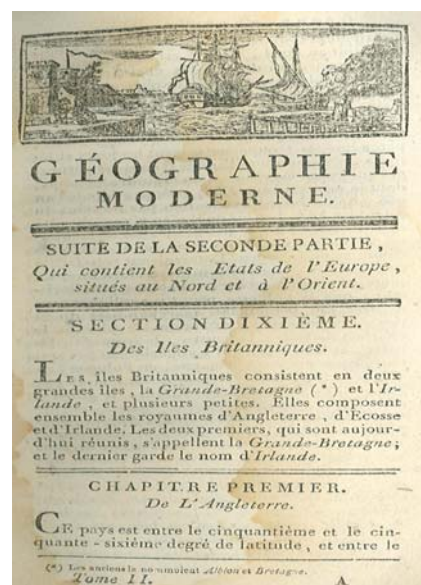 GÉOGRAPHIE
MODERNE.
SUITE DE LA SECONDE PARTIE,
Qui contient les Etats de l'Europe,
situés au Nord et à l'Orient.
SECTION DIXIÈME.
Des Iles Britanniques.
LES îles Britanniques consistent en deux
grandes îles, la Grande-Bretagne (*) et l'Ir-
lande, et plusieurs petites. Elles composent
ensemble les royaumes d'Angleterre, d'Ecosse
et d'Irlande. Les deux premiers, qui sont aujour-
d'hui réunis, s'appellent la Grande-Bretagne;
et le dernier garde le nom d'Irlande.
CHAPITRE PREMIER.
De L'Angleterre.
CE pays est entre le cinquantième et le cin-
quante-sixième degré de latitude, et entre le
(*) Les anciens la nommoient Albion et Bretagne.
Tome II. A